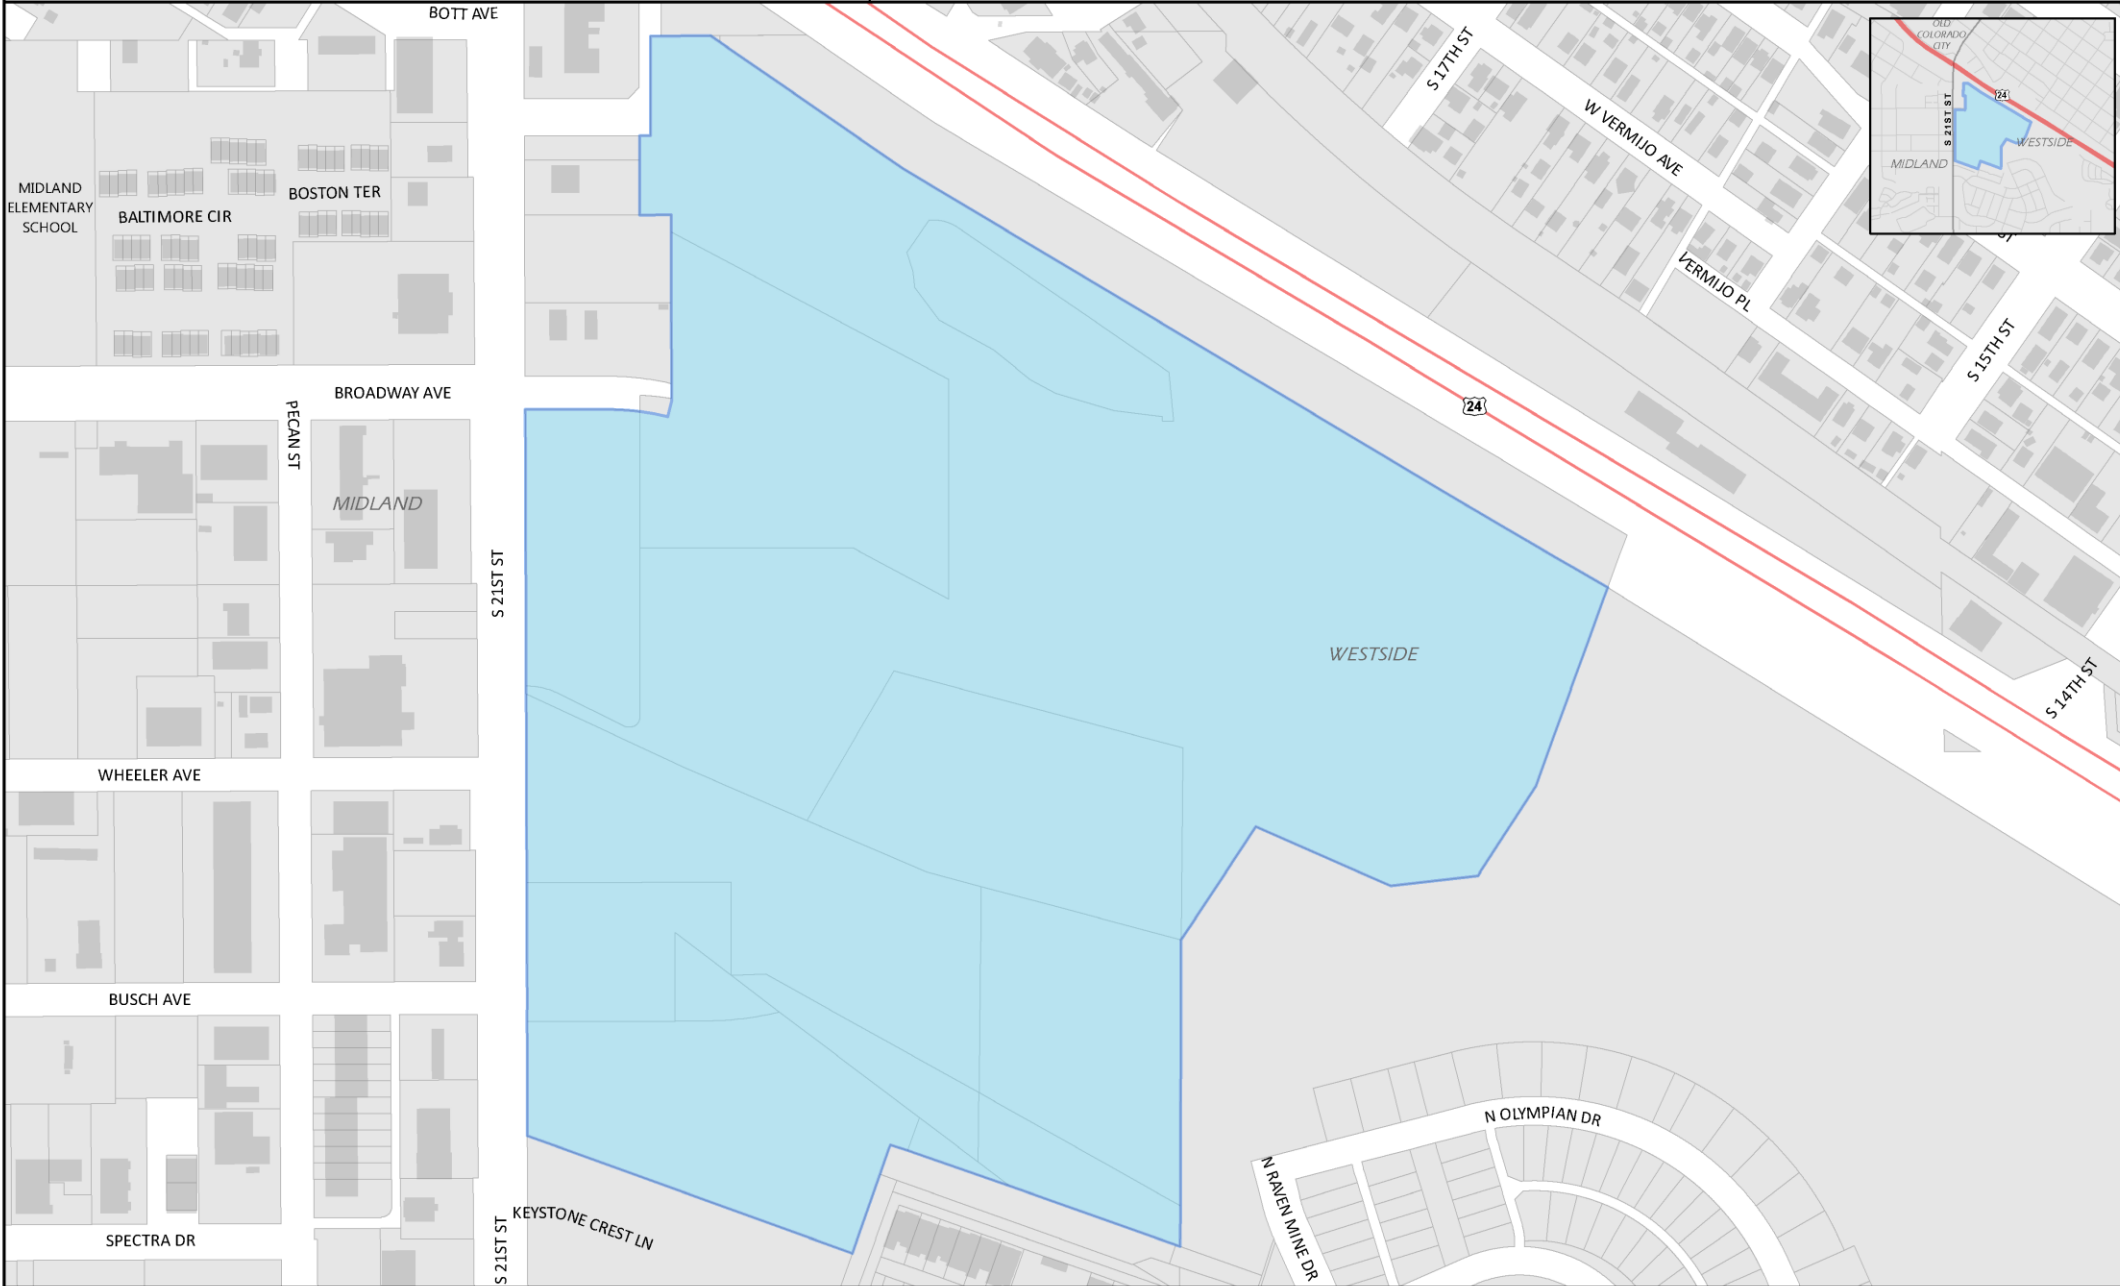 BOTT AVE
S 17TH ST
W VERMIJO AVE
OLD
COLORADO
CITY
24
S 21ST ST
WESTSIDE
MIDLAND
MIDLAND
ELEMENTARY
SCHOOL
BOSTON TER
BALTIMORE CIR
VERMIJO PL
ST
S 15TH ST
BROADWAY AVE
PECAN ST
24
MIDLAND
S 21ST ST
WESTSIDE
S 14TH ST
WHEELER AVE
BUSCH AVE
N OLYMPIAN DR
N RAVEN MINE DR
KEYSTONE CREST LN
SPECTRA DR
S 21ST ST